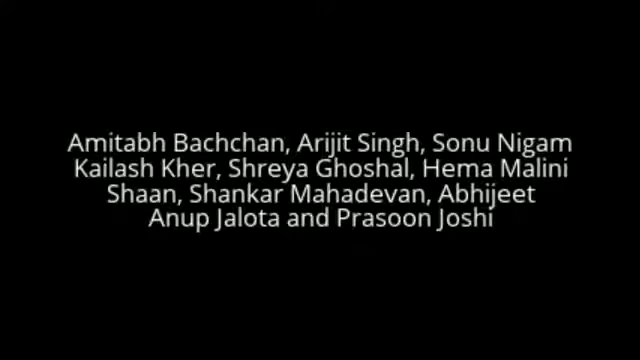 Amitabh Bachchan, Arijit Singh, Sonu Nigam
Kailash Kher, Shreya Ghoshal, Hema Malini
Shaan, Shankar Mahadevan, Abhijeet
Anup Jalota and Prasoon Joshi